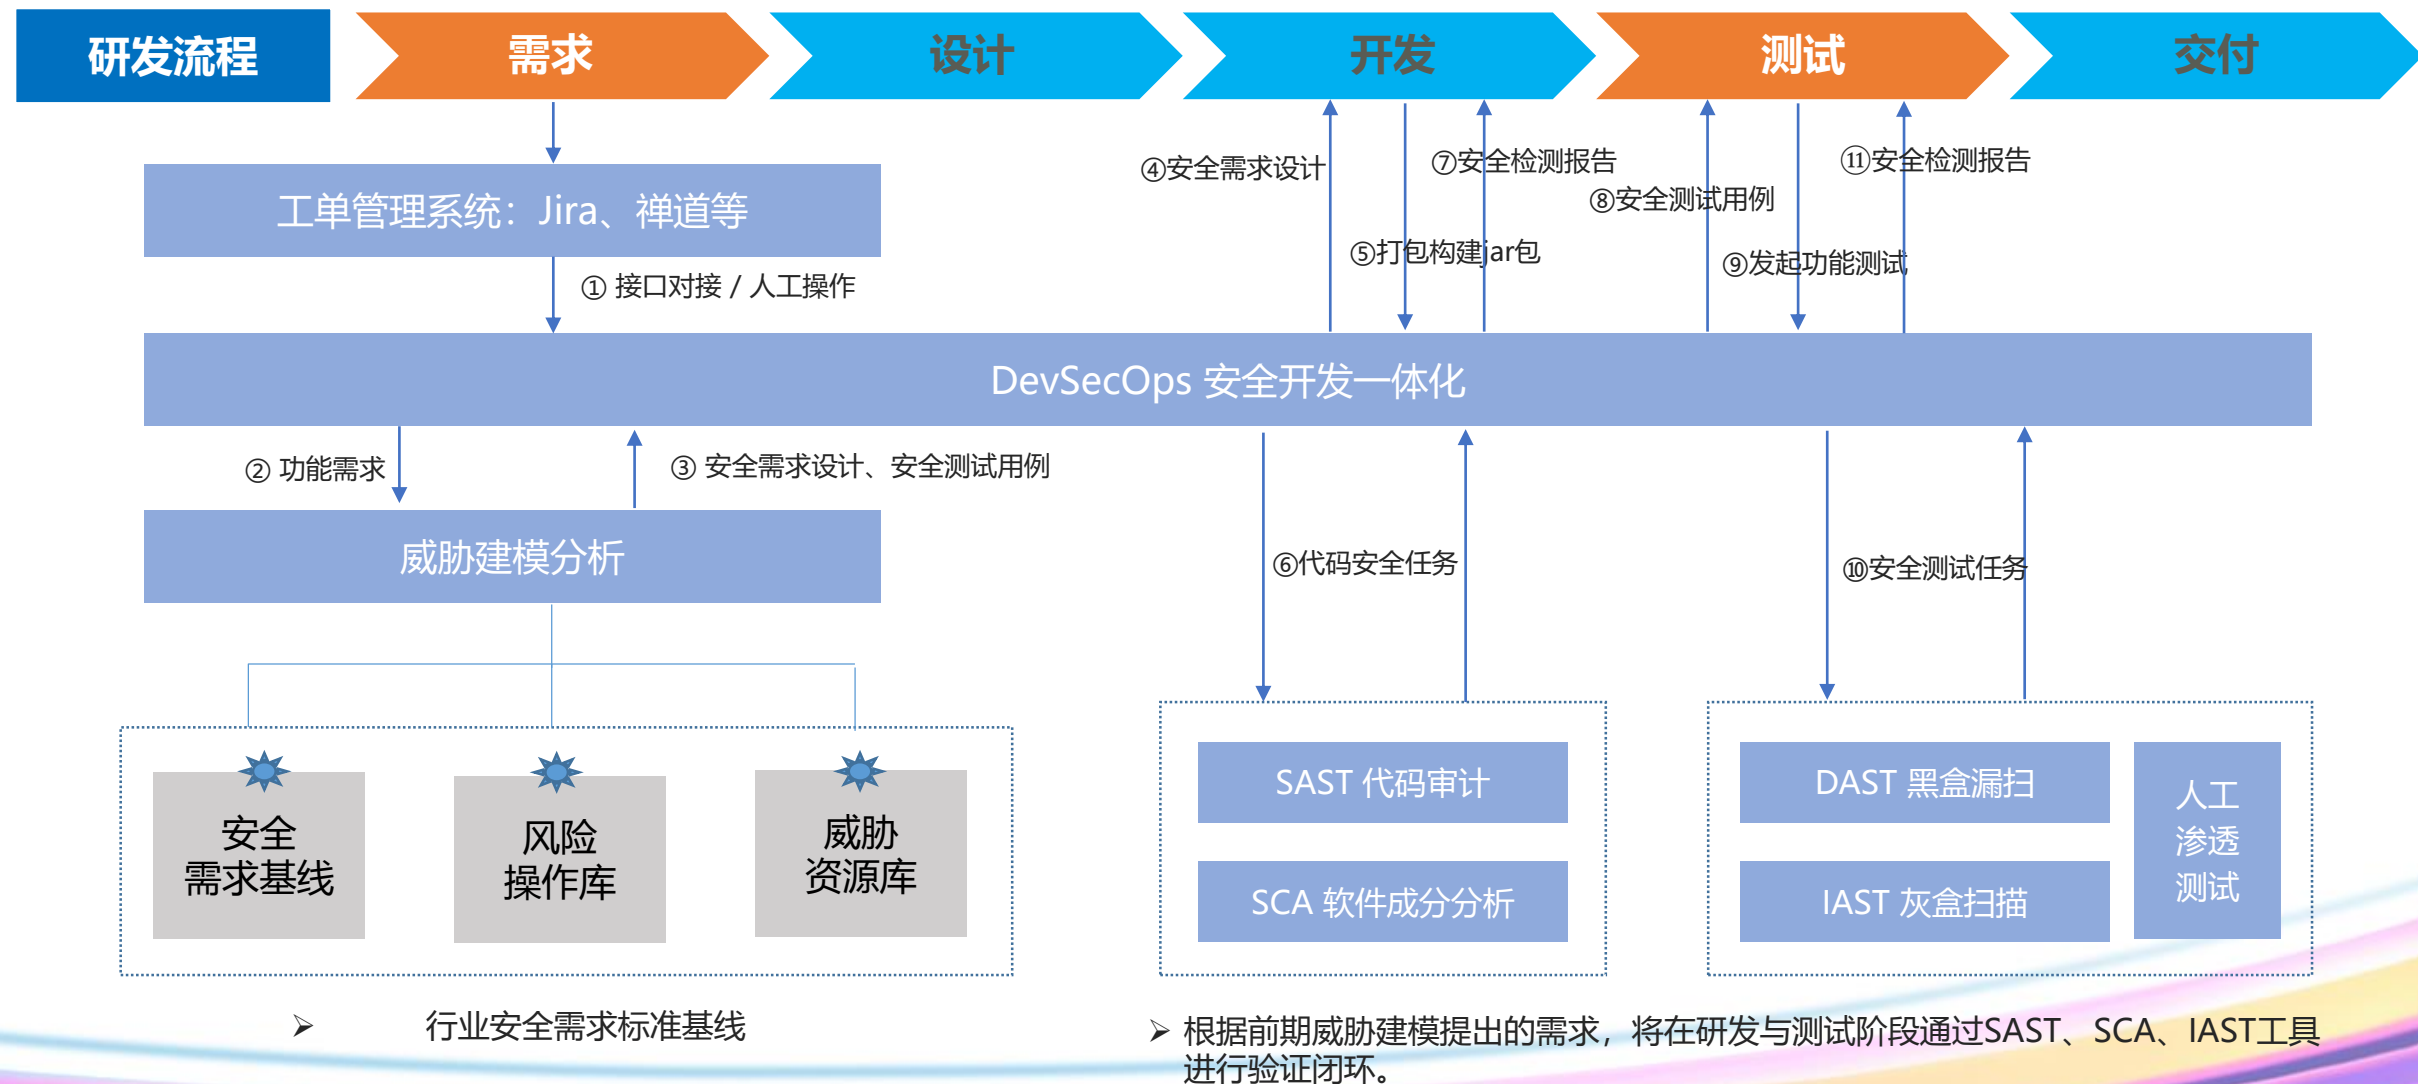 研发流程
需求
设计
开发
测试
交付
工单管理系统：Jira、禅道等
① 接口对接 / 人工操作
④安全需求设计
⑦安全检测报告
⑤打包构建jar包
⑧安全测试用例
⑪安全检测报告
⑨发起功能测试
DevSecOps 安全开发一体化
② 功能需求
③ 安全需求设计、安全测试用例
威胁建模分析
⑥代码安全任务
⑩安全测试任务
安全
需求基线
风险
操作库
威胁
资源库
SAST 代码审计
SCA 软件成分分析
DAST 黑盒漏扫
IAST 灰盒扫描
人工
渗透
测试
➢ 行业安全需求标准基线
➢ 根据前期威胁建模提出的需求，将在研发与测试阶段通过SAST、SCA、IAST工具
进行验证闭环。